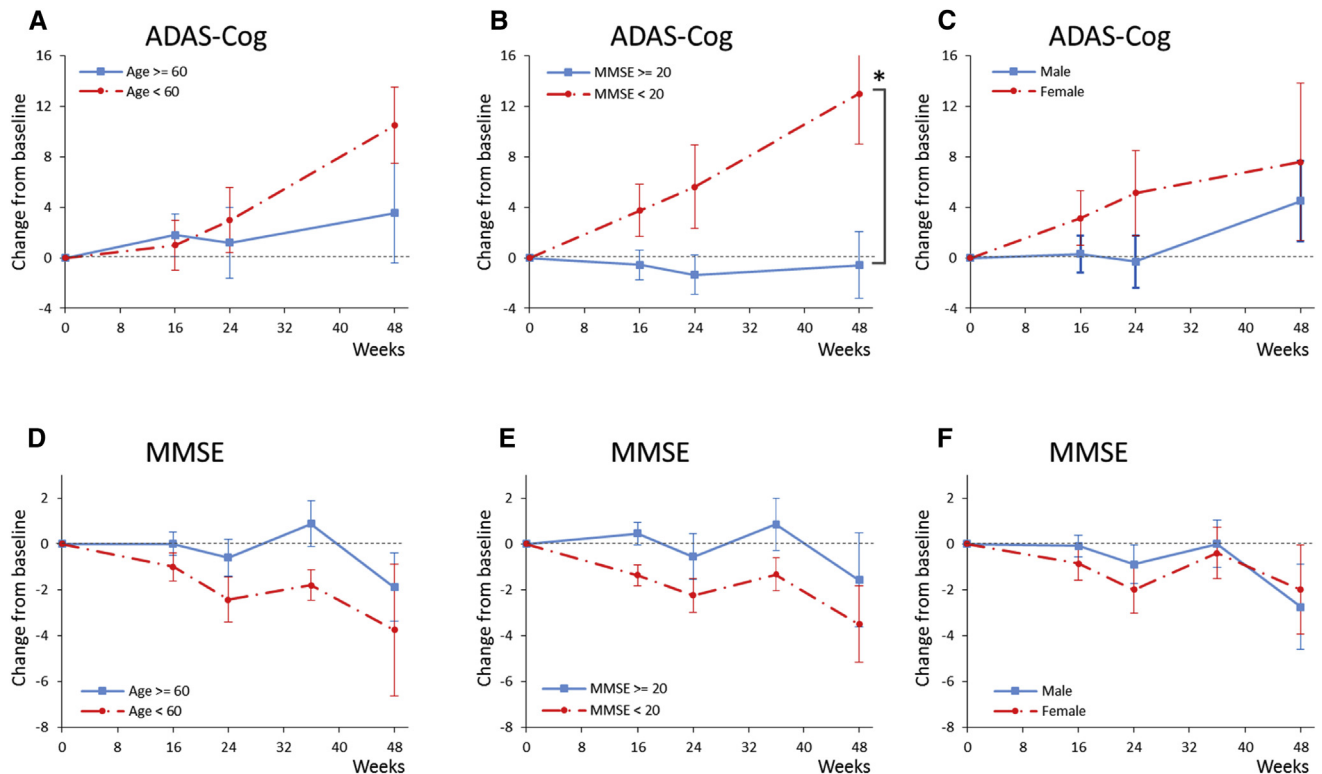 A
ADAS-Cog
Age >= 60
Age < 60
Change from baseline
16
12
8
4
0
-4
0 8 16 24 32 40 48
Weeks
B
ADAS-Cog
MMSE >= 20
MMSE < 20
*
Change from baseline
16
12
8
4
0
-4
0 8 16 24 32 40 48
Weeks
C
ADAS-Cog
Male
Female
Change from baseline
16
12
8
4
0
-4
0 8 16 24 32 40 48
Weeks
D
MMSE
Change from baseline
2
0
-2
-4
-6
-8
Age >= 60
Age < 60
0 8 16 24 32 40 48
Weeks
E
MMSE
Change from baseline
2
0
-2
-4
-6
-8
MMSE >= 20
MMSE < 20
0 8 16 24 32 40 48
Weeks
F
MMSE
Change from baseline
2
0
-2
-4
-6
-8
Male
Female
0 8 16 24 32 40 48
Weeks